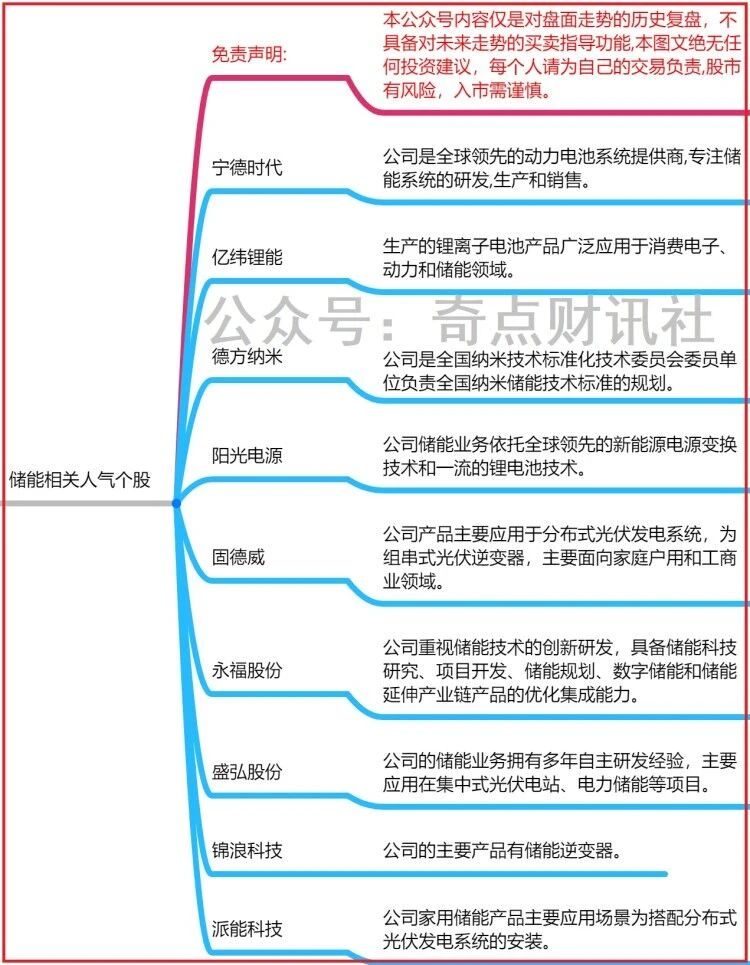 免责声明:
本公众号内容仅是对盘面走势的历史复盘，不
具备对未来走势的买卖指导功能,本图文绝无任
何投资建议，每个人请为自己的交易负责,股市
有风险，入市需谨慎。
宁德时代
公司是全球领先的动力电池系统提供商,专注储
能系统的研发,生产和销售。
亿纬锂能
生产的锂离子电池产品广泛应用于消费电子、
动力和储能领域。
公众号：奇点财讯社
德方纳米
公司是全国纳米技术标准化技术委员会委员单
位负责全国纳米储能技术标准的规划。
阳光电源
公司储能业务依托全球领先的新能源电源变换
技术和一流的锂电池技术。
储能相关人气个股
固德威
公司产品主要应用于分布式光伏发电系统，为
组串式光伏逆变器，主要面向家庭户用和工商
业领域。
永福股份
公司重视储能技术的创新研发，具备储能科技
研究、项目开发、储能规划、数字储能和储能
延伸产业链产品的优化集成能力。
盛弘股份
公司的储能业务拥有多年自主研发经验，主要
应用在集中式光伏电站、电力储能等项目。
锦浪科技
公司的主要产品有储能逆变器。
派能科技
公司家用储能产品主要应用场景为搭配分布式
光伏发电系统的安装。